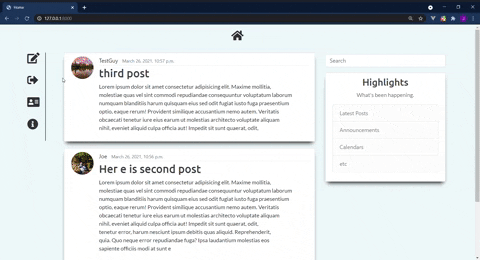 Home
127.0.0.1:8000
TestGuy March 26, 2021, 10:57 p.m.
third post
Lorem ipsum dolor sit amet consectetur adipisicing elit. Maxime mollitia,
molestiae quas vel sint commodi repudiandae consequuntur voluptatum laborum
numquam blanditiis harum quisquam eius sed odit fugiat iusto fuga praesentium
optio, eaque rerum! Provident similique accusantium nemo autem. Veritatis
obcaecati tenetur iure eius earum ut molestias architecto voluptate aliquam
nihil, eveniet aliquid culpa officia aut! Impedit sit sunt quaerat, odit,
Joe March 26, 2021, 10:56 p.m.
Her e is second post
Lorem ipsum dolor sit amet consectetur adipisicing elit. Maxime mollitia,
molestiae quas vel sint commodi repudiandae consequuntur voluptatum laborum
numquam blanditiis harum quisquam eius sed odit fugiat iusto fuga praesentium
optio, eaque rerum! Provident similique accusantium nemo autem. Veritatis
obcaecati tenetur iure eius earum ut molestias architecto voluptate aliquam
nihil, eveniet aliquid culpa officia aut! Impedit sit sunt quaerat, odit,
tenetur error, harum nesciunt ipsum debitis quas aliquid. Reprehenderit,
quia. Quo neque error repudiandae fuga? Ipsa laudantium molestias eos
sapiente officiis modi at sunt e
Search
Highlights
What's been happening.
Latest Posts
Announcements
Calendars
etc